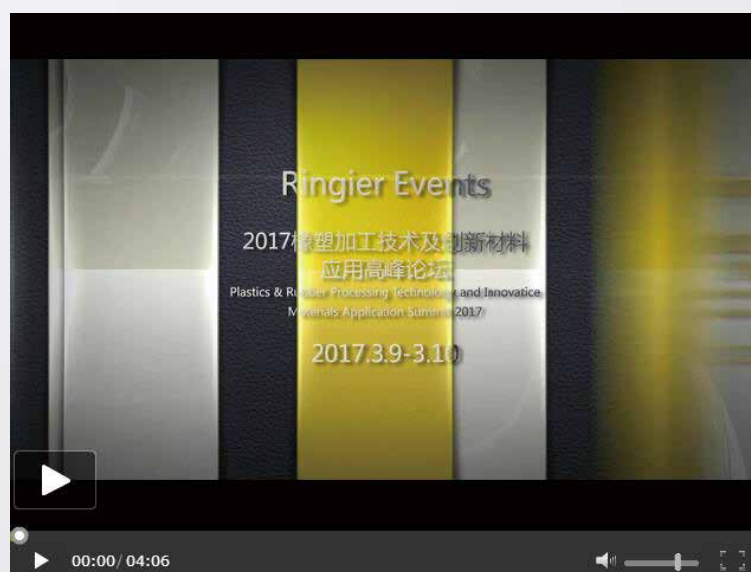 Ringier Events
2017橡塑加工技术及创新材料
应用高峰论坛
Plastics & Rubber Processing Technology and Innovatice
Materials Application Summit 2017
2017.3.9-3.10
00:00/04:06